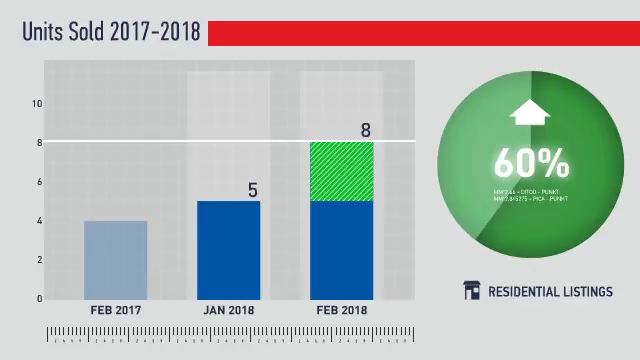 Units Sold 2017-2018
10
8
6
4
2
0
5
8
FEB 2017
JAN 2018
FEB 2018
60%
RESIDENTIAL LISTINGS